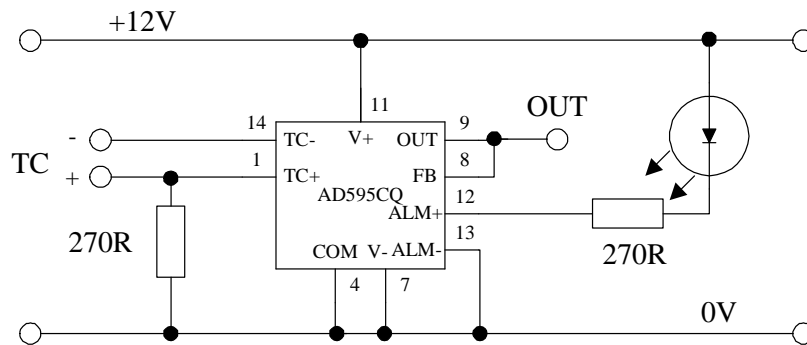 +12V
11
OUT
14
TC-
V+
OUT
9
-
TC
1
TC+
FB
8
+
AD595CQ
12
ALM+
270R
13
270R
COM
V-
ALM-
4
7
0V